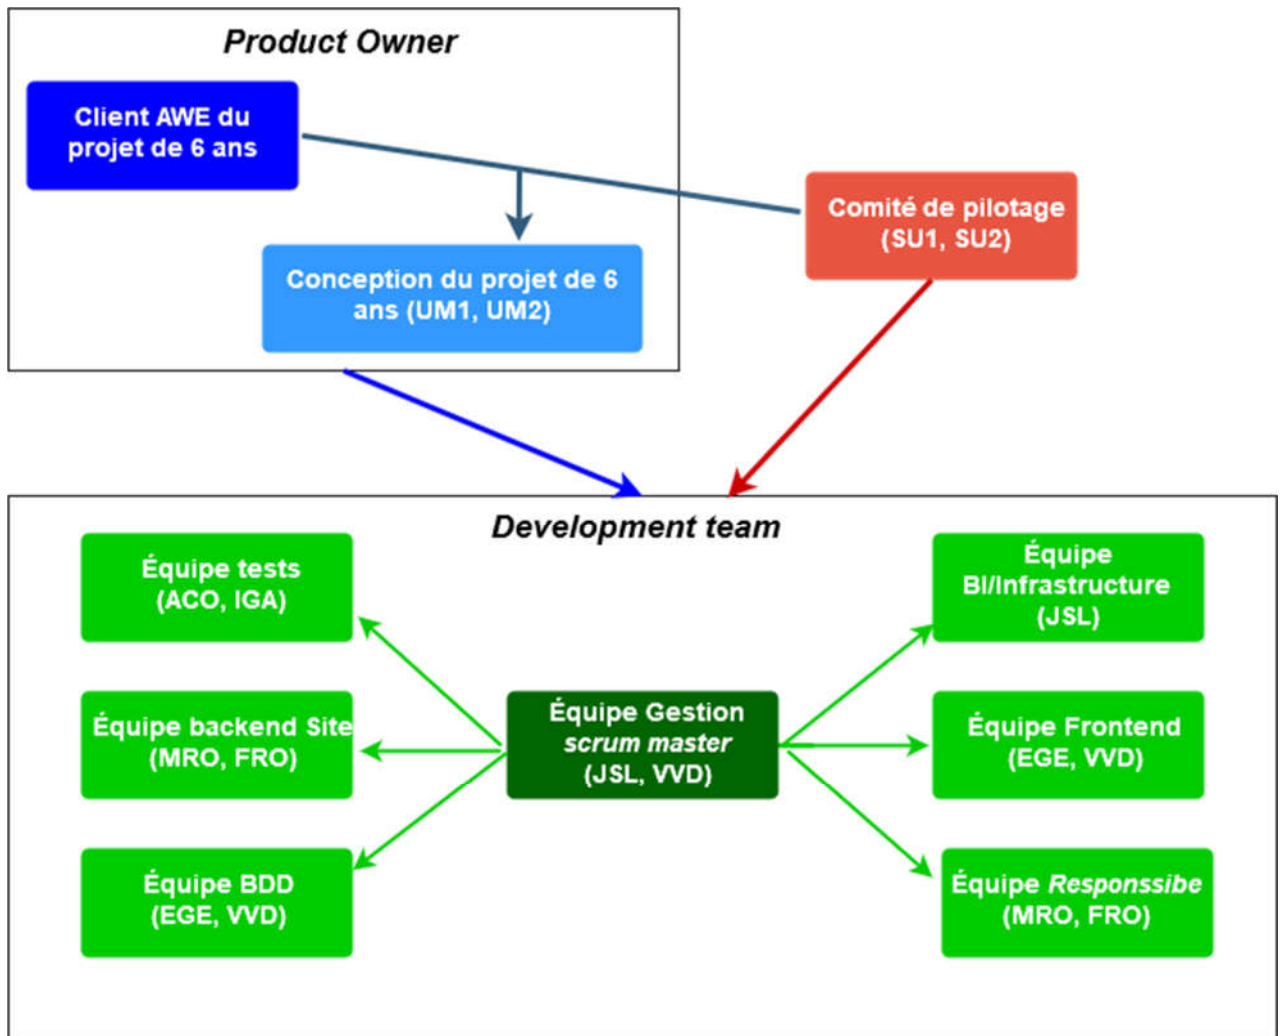 Product Owner
Client AWE du
projet de 6 ans
Comité de pilotage
(SU1, SU2)
Conception du projet de 6
ans (UM1, UM2)
Development team
Équipe tests
(ACO, IGA)
Équipe
BI/Infrastructure
(JSL)
Équipe backend Site
(MRO, FRO)
Équipe Gestion
scrum master
(JSL, VVD)
Équipe Frontend
(EGE, VVD)
Équipe BDD
(EGE, VVD)
Équipe Responssibe
(MRO, FRO)